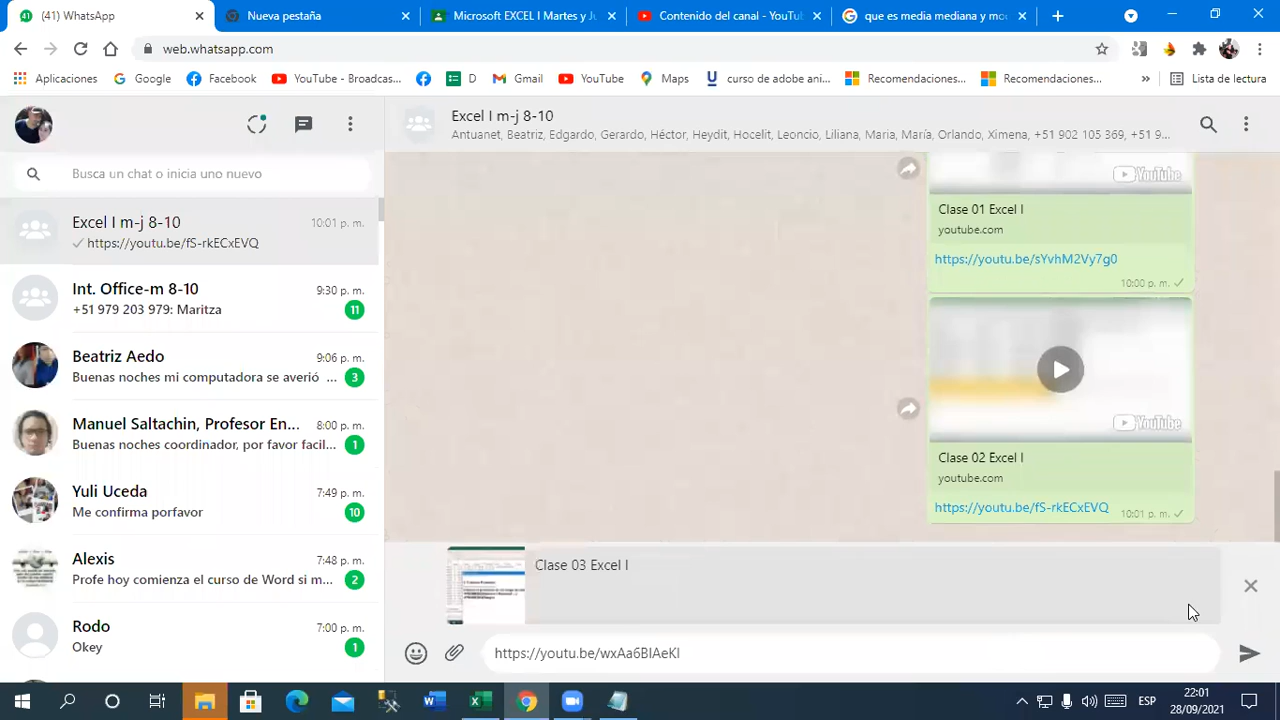 (41) WhatsApp
Nueva pestaña
Microsoft EXCEL I Martes y Ju
Contenido del canal - YouTu
que es media mediana y mo
web.whatsapp.com
Aplicaciones
Google
Facebook
YouTube - Broadcas...
D
Gmail
YouTube
Maps
curso de adobe ani...
Recomendaciones...
Recomendaciones...
»
Lista de lectura
Excel I m-j 8-10
Antuanet, Beatriz, Edgardo, Gerardo, Héctor, Heydit, Hocelit, Leoncio, Liliana, Maria, María, Orlando, Ximena, +51 902 105 369, +51 9...
Busca un chat o inicia uno nuevo
Excel I m-j 8-10
10:01 p. m.
https://youtu.be/fS-rkECxEVQ
Int. Office-m 8-10
9:30 p. m.
+51 979 203 979: Maritza
11
Beatriz Aedo
9:06 p. m.
Buenas noches mi computadora se averió ...
3
Manuel Saltachin, Profesor En...
8:00 p. m.
Buenas noches coordinador, por favor facil...
1
Yuli Uceda
7:49 p. m.
Me confirma porfavor
10
Alexis
7:48 p. m.
Profe hoy comienza el curso de Word si m...
2
Rodo
7:00 p. m.
Okey
1
YouTube
Clase 01 Excel I
youtube.com
https://youtu.be/sYvhM2Vy7g0
10:00 p. m.
YouTube
Clase 02 Excel I
youtube.com
https://youtu.be/fS-rkECxEVQ
10:01 p. m.
Clase 03 Excel I
https://youtu.be/wxAa6BIAeKI
ESP
22:01
28/09/2021